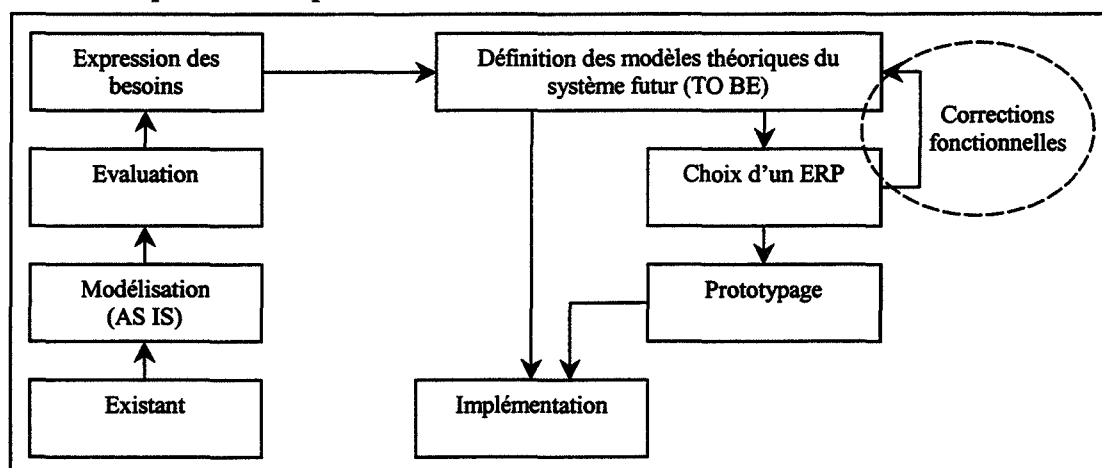 Expression des
besoins
Définition des modèles théoriques du
système futur (TO BE)
Corrections
fonctionnelles
Evaluation
Choix d'un ERP
Modélisation
(AS IS)
Prototypage
Existant
Implémentation